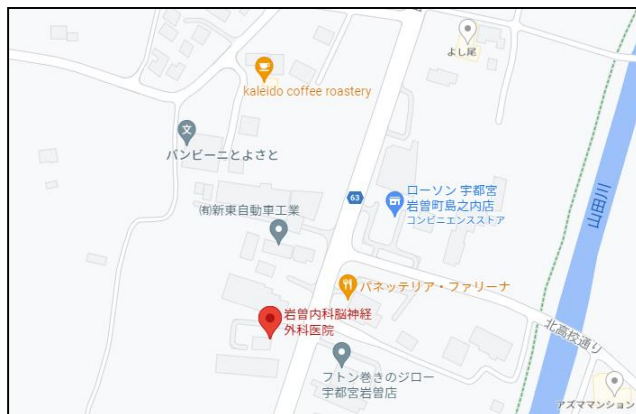 よし尾
kaleido coffee roastery
バンビーニとよさと
63
ローソン 宇都宮
岩曽町島之内店
コンビニエンスストア
㈲新東自動車工業
山田川
パネッテリア・ファリーナ
岩曽内科脳神経
外科医院
北高校通り
フトン巻きのジロー
宇都宮岩曽店
アズママンション